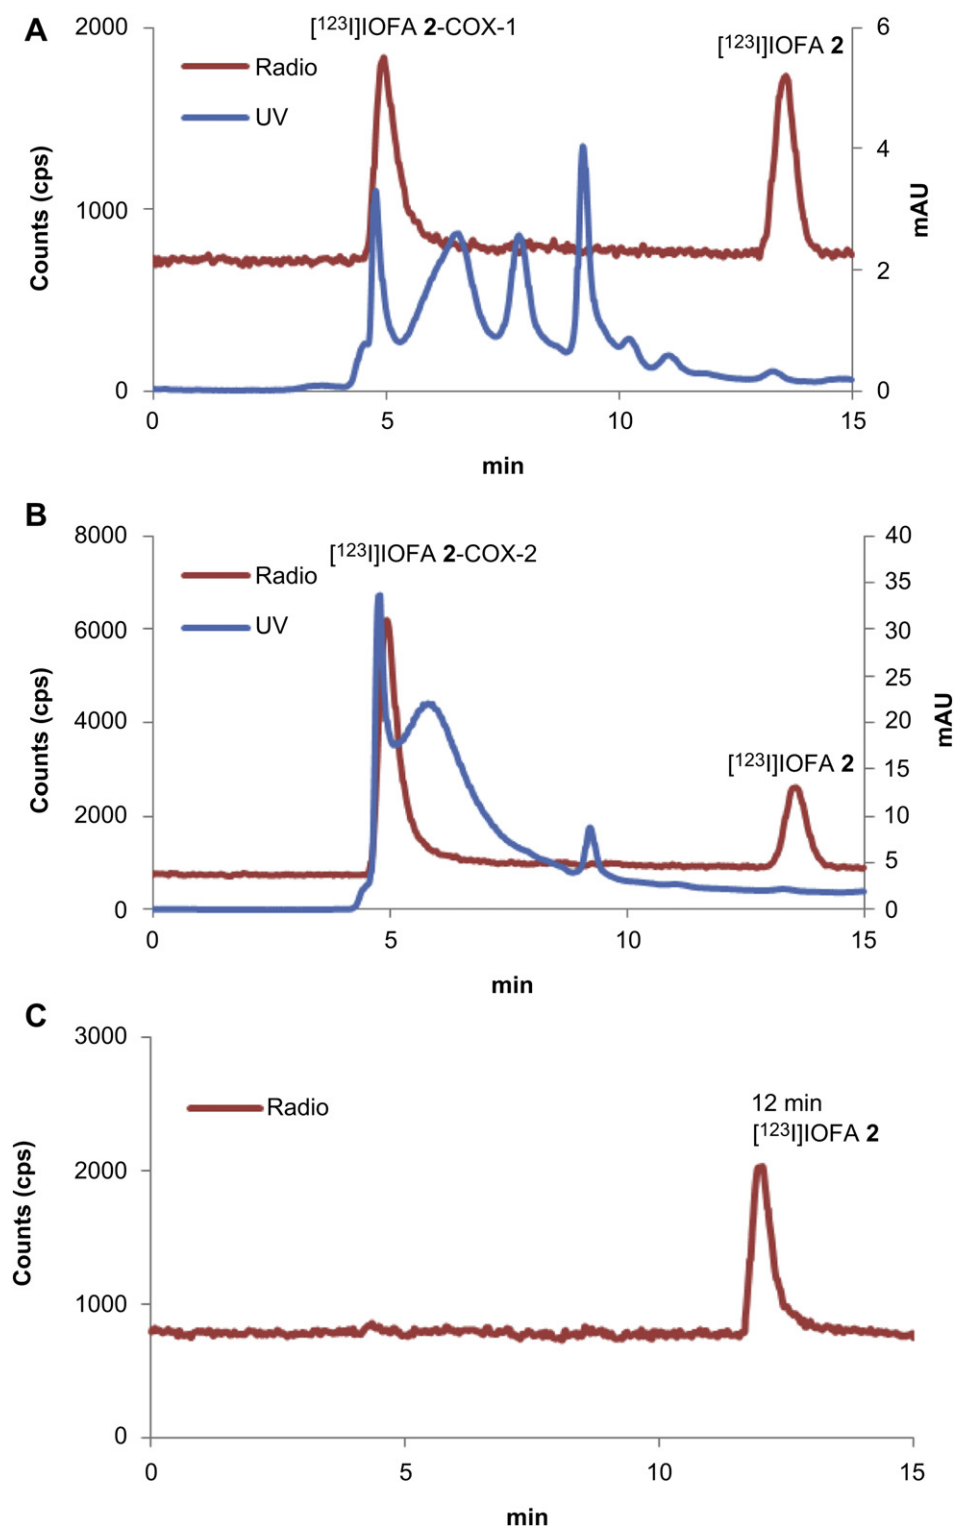 A
[¹²³I]IOFA 2-COX-1
[¹²³I]IOFA 2
Radio
UV
2000
1000
0
Counts (cps)
6
4
2
0
mAU
0 5 10 15
min
B
[¹²³I]IOFA 2-COX-2
[¹²³I]IOFA 2
Radio
UV
8000
6000
4000
2000
0
Counts (cps)
40
35
30
25
20
15
10
5
0
mAU
0 5 10 15
min
C
Radio
12 min
[¹²³I]IOFA 2
3000
2000
1000
0
Counts (cps)
0 5 10 15
min